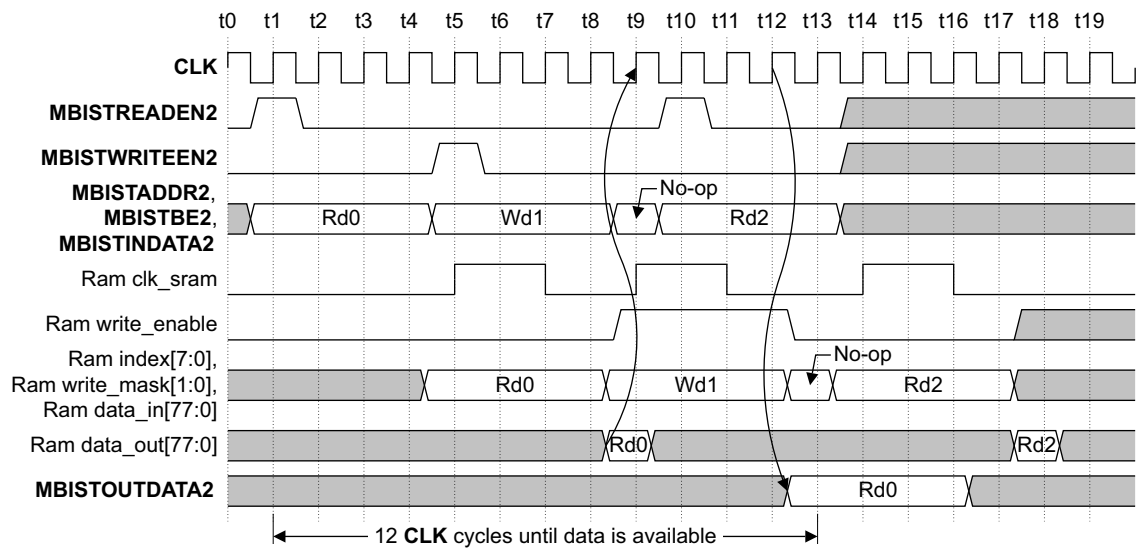 t0 t1 t2 t3 t4 t5 t6 t7 t8 t9 t10 t11 t12 t13 t14 t15 t16 t17 t18 t19
CLK
MBISTREADEN2
MBISTWRITEEN2
MBISTADDR2,
MBISTBE2,
MBISTINDATA2
Rd0 Wd1 No-op Rd2
Ram clk_sram
Ram write_enable
Ram index[7:0],
Ram write_mask[1:0],
Ram data_in[77:0]
Rd0 Wd1 No-op Rd2
Ram data_out[77:0] Rd0 Rd2
MBISTOUTDATA2 Rd0
12 CLK cycles until data is available